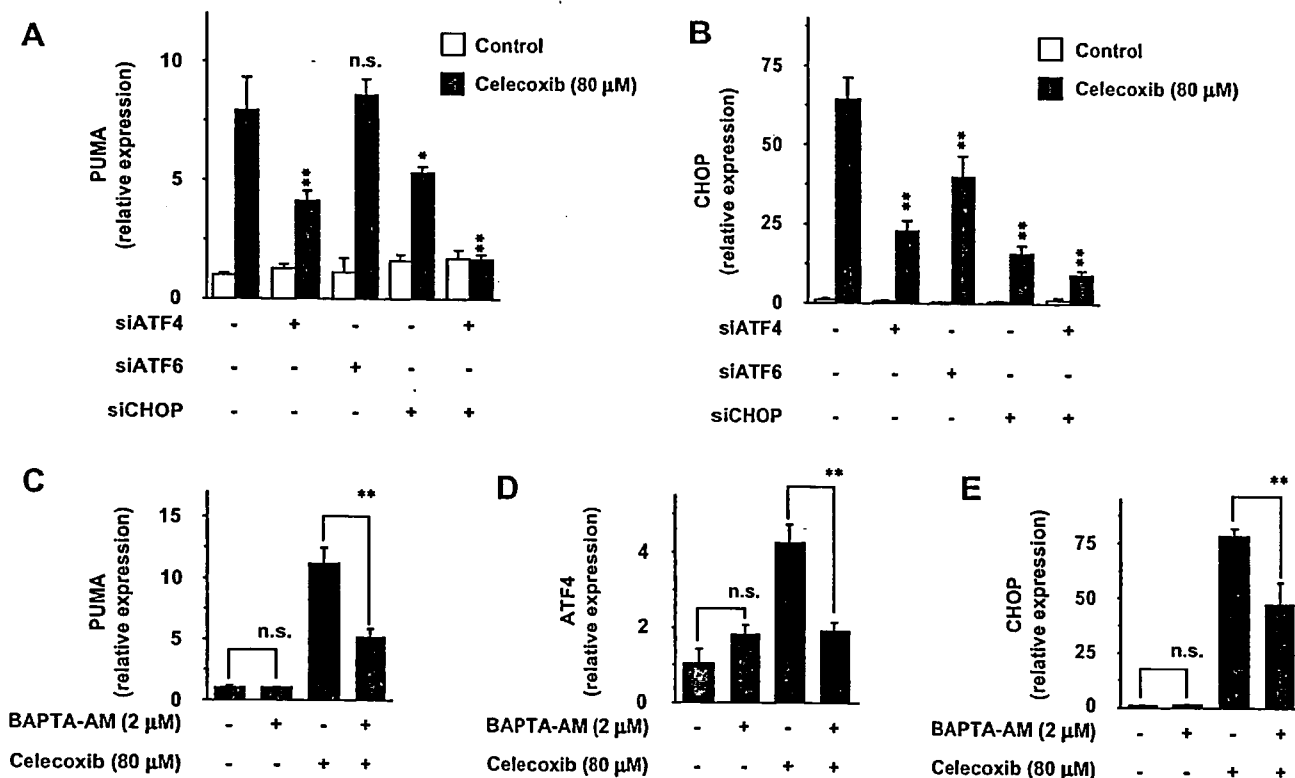 A
PUMA
(relative expression)
10
5
0
n.s.
**
*
**
Control
Celecoxib (80 μM)
siATF4 - + - - +
siATF6 - - + - -
siCHOP - - - + +
B
CHOP
(relative expression)
75
50
25
0
**
**
**
**
Control
Celecoxib (80 μM)
siATF4 - + - - +
siATF6 - - + - -
siCHOP - - - + +
C
PUMA
(relative expression)
15
10
5
0
n.s.
**
BAPTA-AM (2 μM) - + - +
Celecoxib (80 μM) - - + +
D
ATF4
(relative expression)
4
2
0
n.s.
**
BAPTA-AM (2 μM) - + - +
Celecoxib (80 μM) - - + +
E
CHOP
(relative expression)
75
50
25
0
n.s.
**
BAPTA-AM (2 μM) - + - +
Celecoxib (80 μM) - - + +